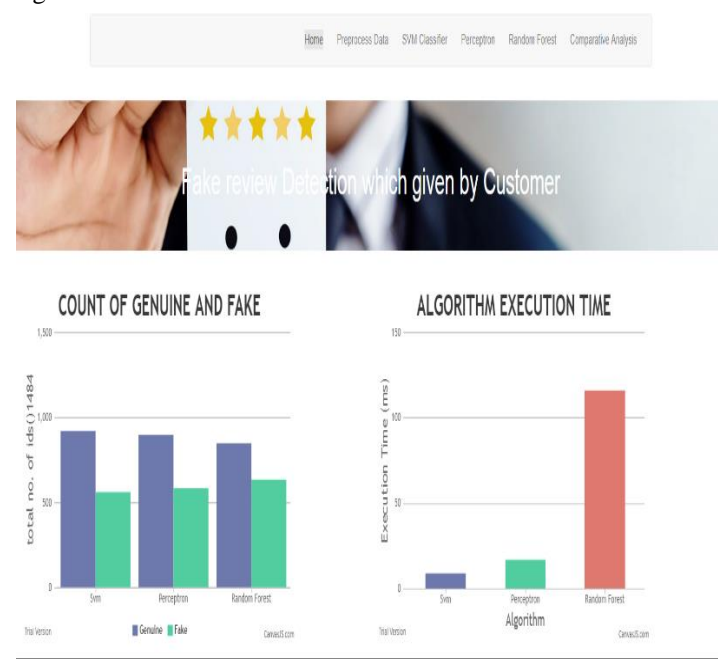 Home Preprocess Data SVM Classifier Perceptron Random Forest Comparative Analysis
Fake review Detection which given by Customer
COUNT OF GENUINE AND FAKE
1,500
1,000
500
0
total no. of ids()1484
Svm Perceptron Random Forest
Trial Version
Genuine Fake
CanvasJS.com
ALGORITHM EXECUTION TIME
150
100
50
0
Execution Time (ms)
Svm Perceptron Random Forest
Algorithm
Trial Version
CanvasJS.com